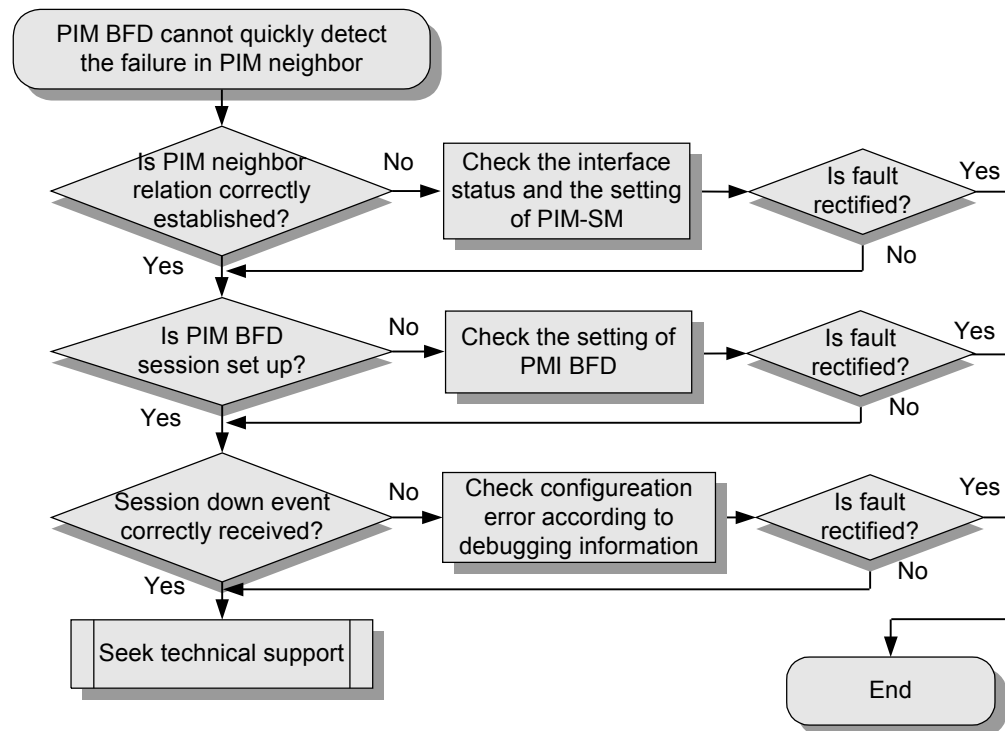 PIM BFD cannot quickly detect
the failure in PIM neighbor
Is PIM neighbor
relation correctly
established?
No
Check the interface
status and the setting
of PIM-SM
Is fault
rectified?
Yes
No
Yes
Is PIM BFD
session set up?
No
Check the setting of
PMI BFD
Is fault
rectified?
Yes
No
Yes
Session down event
correctly received?
No
Check configureation
error according to
debugging information
Is fault
rectified?
Yes
No
Yes
Seek technical support
End